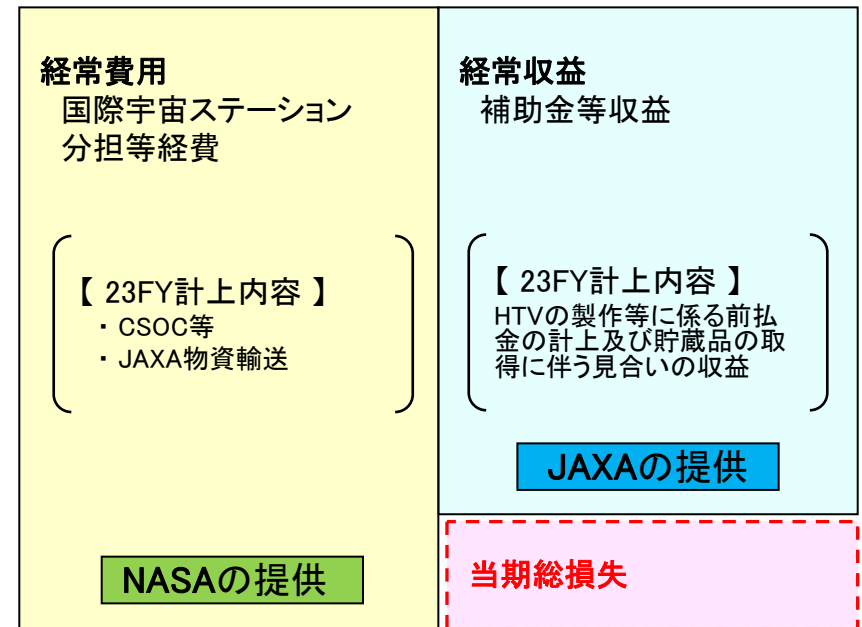 経常費用
国際宇宙ステーション
分担等経費
【 23FY計上内容 】
・ CSOC等
・ JAXA物資輸送
NASAの提供
経常収益
補助金等収益
【 23FY計上内容 】
HTVの製作等に係る前払
金の計上及び貯蔵品の取
得に伴う見合いの収益
JAXAの提供
当期総損失